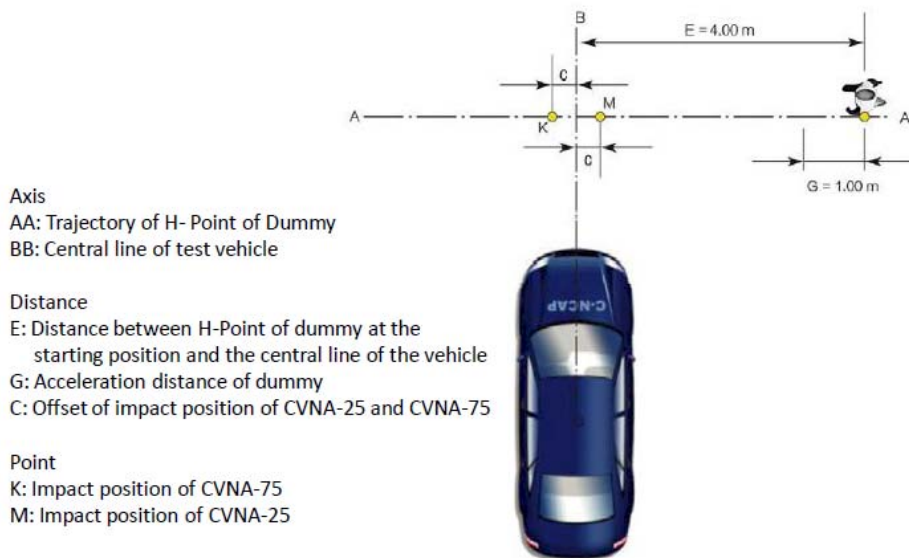 B
E = 4.00 m
C
M
A
A
K
C
G = 1.00 m
Axis
AA: Trajectory of H- Point of Dummy
BB: Central line of test vehicle
Distance
E: Distance between H-Point of dummy at the
starting position and the central line of the vehicle
G: Acceleration distance of dummy
C: Offset of impact position of CVNA-25 and CVNA-75
Point
K: Impact position of CVNA-75
M: Impact position of CVNA-25
C-NCAP